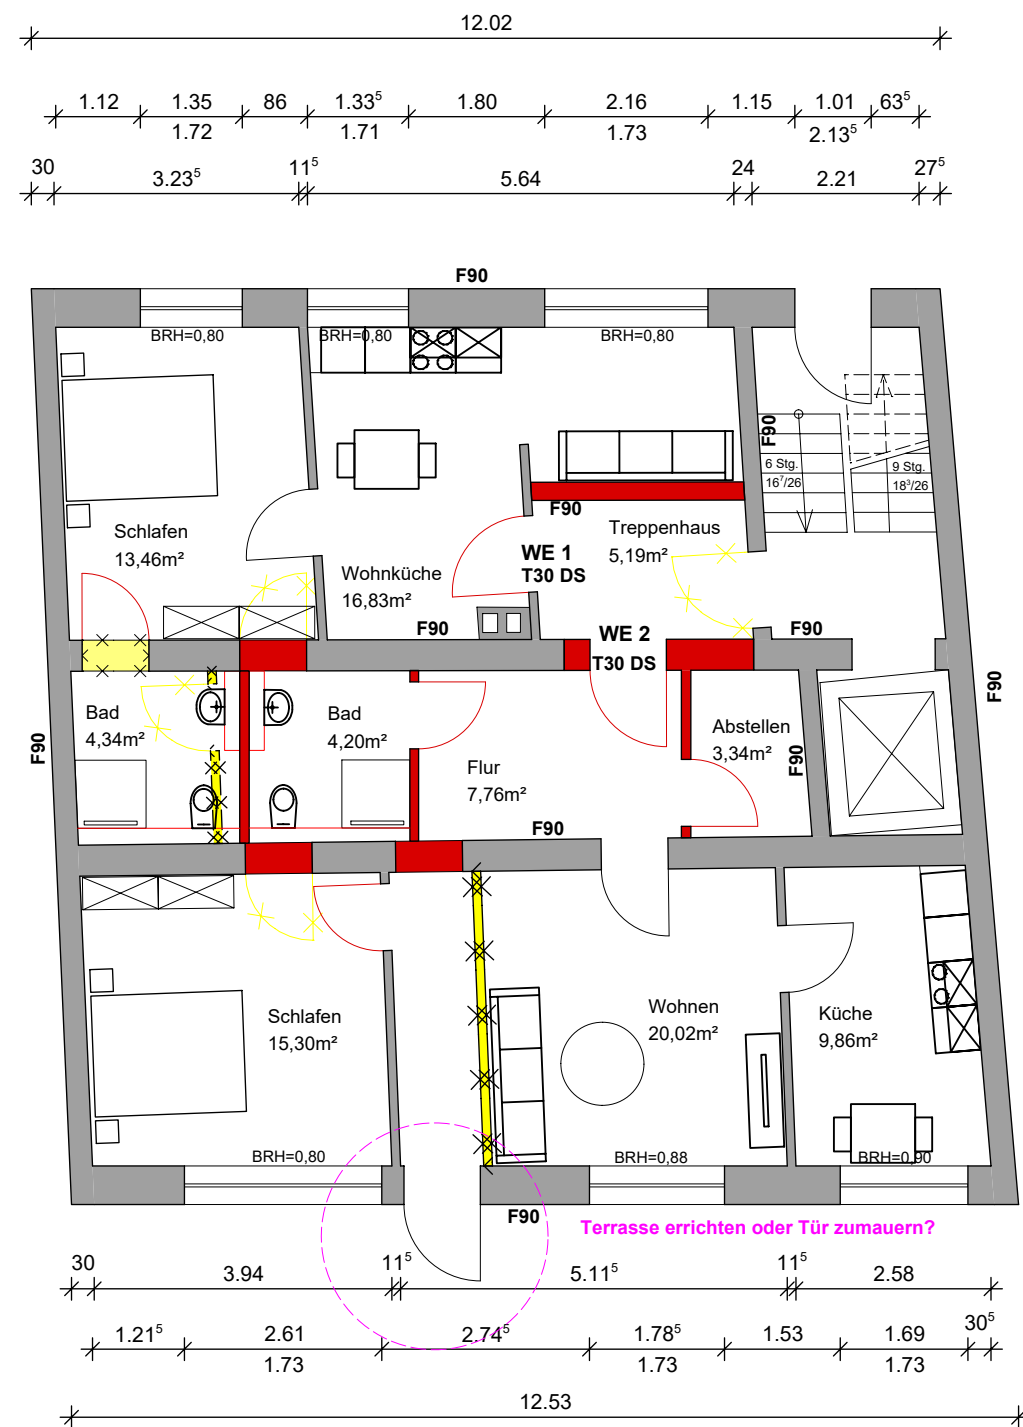 12.02
1.12 1.35 86 1.33⁵ 1.80 2.16 1.15 1.01 63⁵
1.72 1.71 1.73 2.13⁵
30 3.23⁵ 11⁵ 5.64 24 2.21 27⁵
F90
BRH=0,80 BRH=0,80 BRH=0,80
F90
6 Stg.
16⁷/26
9 Stg.
18³/26
F90
Schlafen
13,46m²
Treppenhaus
5,19m²
WE 1
T30 DS
Wohnküche
16,83m²
F90
WE 2
T30 DS
F90
F90
F90
Bad
4,34m²
Bad
4,20m²
Flur
7,76m²
Abstellen
3,34m²
F90
F90
Schlafen
15,30m²
Wohnen
20,02m²
Küche
9,86m²
BRH=0,80 BRH=0,88 BRH=0,90
F90
Terrasse errichten oder Tür zumauern?
30 3.94 11⁵ 5.11⁵ 11⁵ 2.58
1.21⁵ 2.61 2.74⁵ 1.78⁵ 1.53 1.69 30⁵
1.73 1.73 1.73
12.53